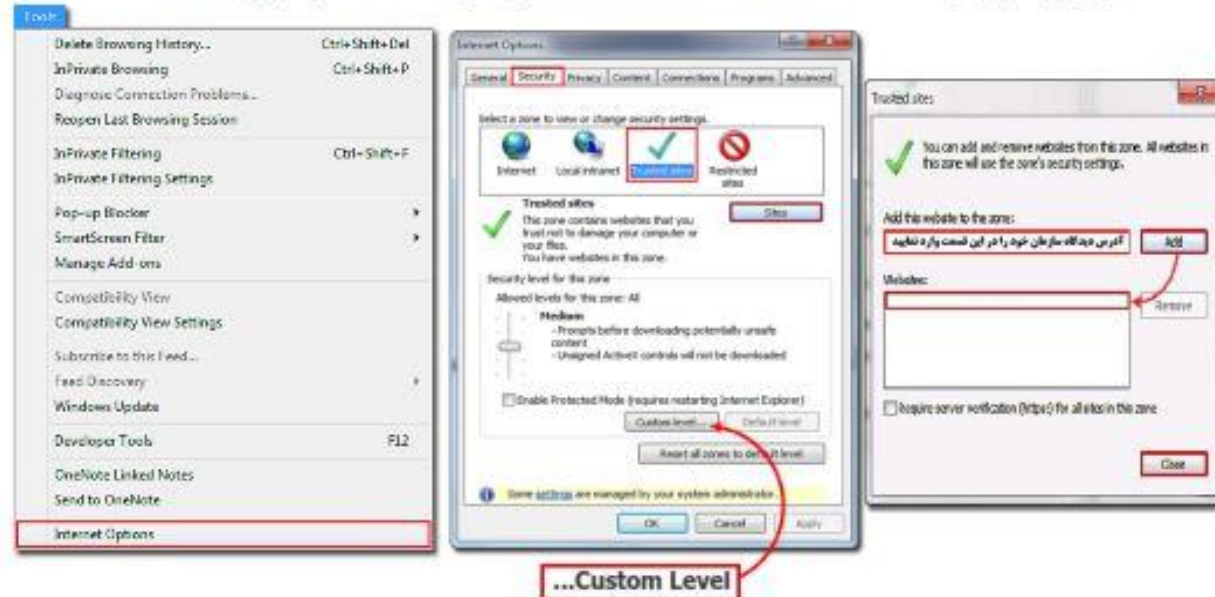 Tools
Delete Browsing History... Ctrl+Shift+Del
InPrivate Browsing Ctrl+Shift+P
Diagnose Connection Problems...
Reopen Last Browsing Session
InPrivate Filtering Ctrl+Shift+F
InPrivate Filtering Settings
Pop-up Blocker
SmartScreen Filter
Manage Add-ons
Compatibility View
Compatibility View Settings
Subscribe to this Feed...
Feed Discovery
Windows Update
Developer Tools F12
OneNote Linked Notes
Send to OneNote
Internet Options
Internet Options
General Security Privacy Content Connections Programs Advanced
Select a zone to view or change security settings.
Internet Local intranet Trusted sites Restricted
sites
Trusted sites
Sites
This zone contains websites that you
trust not to damage your computer or
your files.
You have websites in this zone.
Security level for this zone
Allowed levels for this zone: All
Medium
- Prompts before downloading potentially unsafe
content
- Unsigned ActiveX controls will not be downloaded
Enable Protected Mode (requires restarting Internet Explorer)
Custom level... Default level
Reset all zones to default level
Some settings are managed by your system administrator.
OK Cancel Apply
...Custom Level
Trusted sites
You can add and remove websites from this zone. All websites in
this zone will use the zone's security settings.
Add this website to the zone:
آدرس دیدگاه سازمان خود را در این قسمت وارد نمایید Add
Websites:
Remove
Require server verification (https:) for all sites in this zone
Close